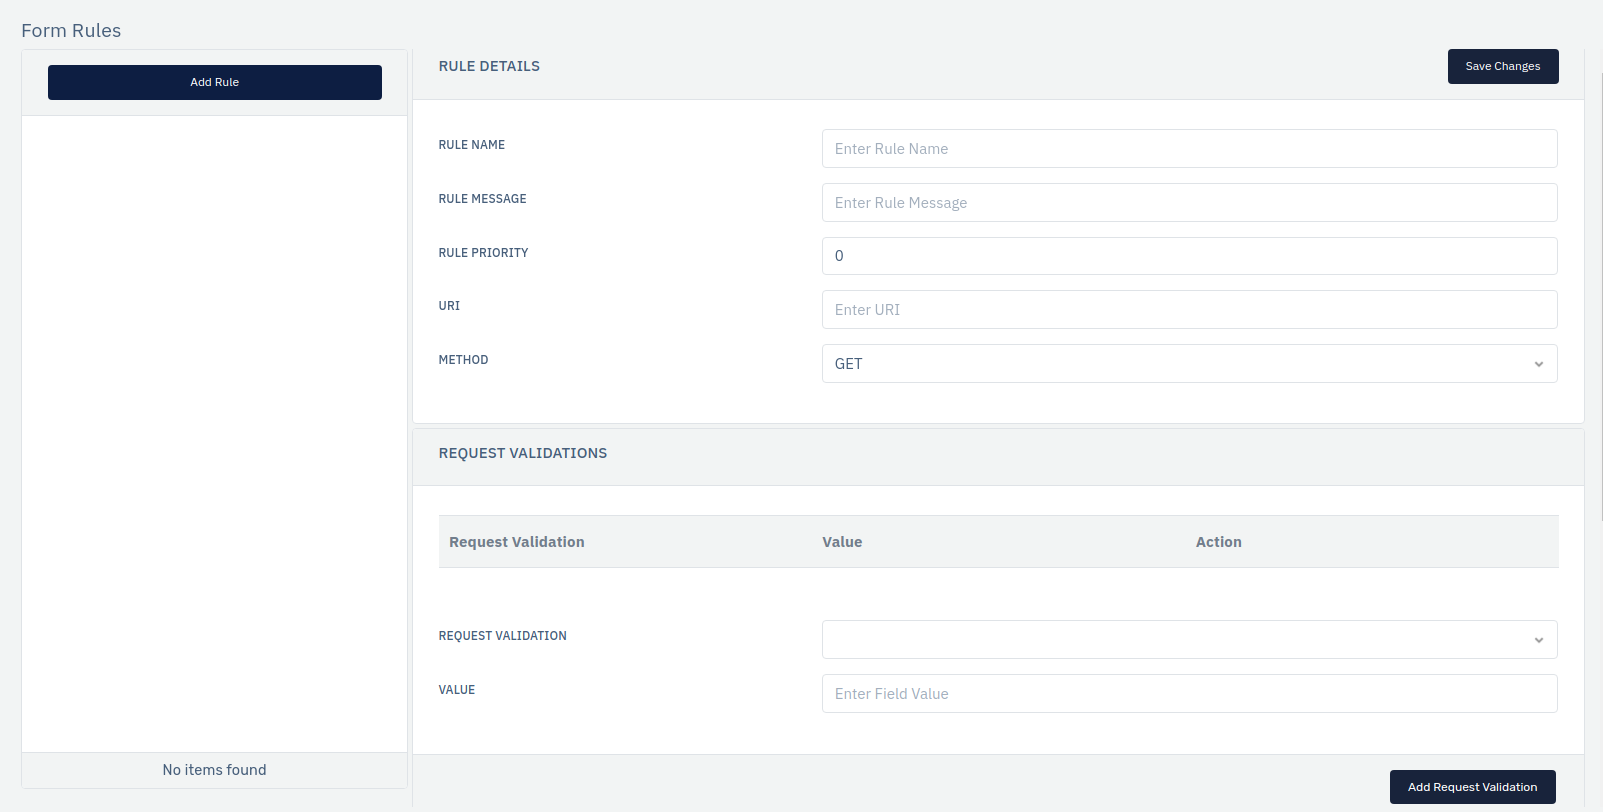 Form Rules
Add Rule
No items found
RULE DETAILS
Save Changes
RULE NAME
Enter Rule Name
RULE MESSAGE
Enter Rule Message
RULE PRIORITY
0
URI
Enter URI
METHOD
GET
REQUEST VALIDATIONS
Request Validation Value Action
REQUEST VALIDATION
VALUE
Enter Field Value
Add Request Validation